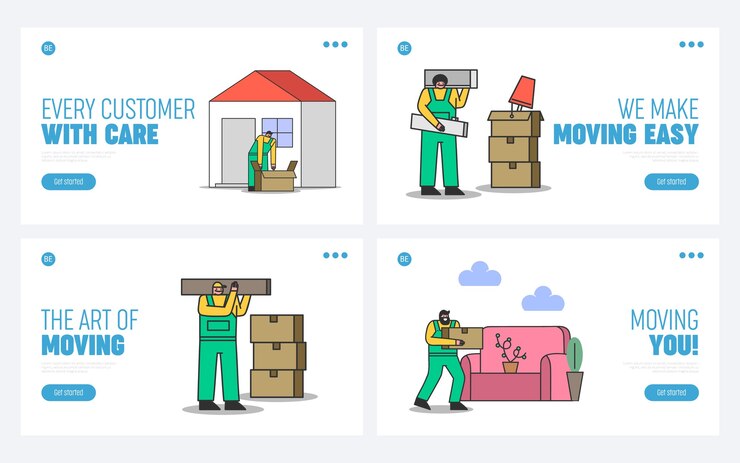 BE
EVERY CUSTOMER
WITH CARE
Get started
BE
WE MAKE
MOVING EASY
Get started
BE
THE ART OF
MOVING
Get started
BE
MOVING
YOU!
Get started